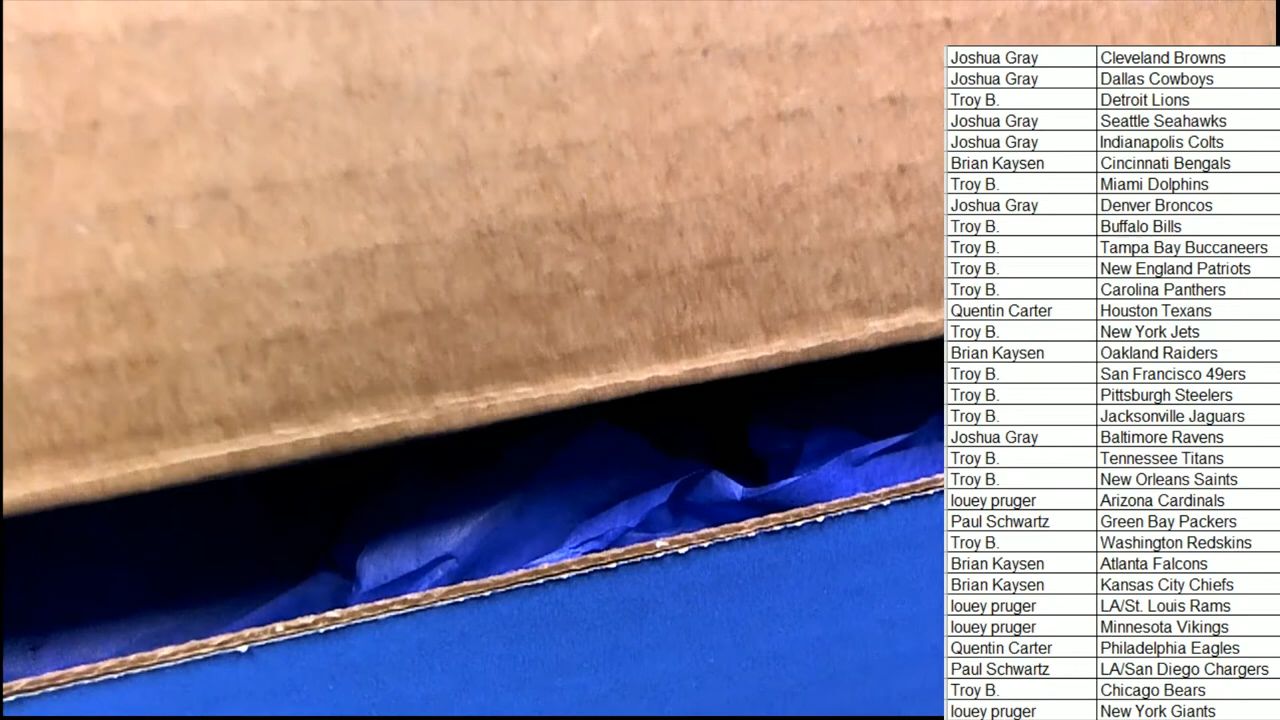 Joshua Gray Cleveland Browns
Joshua Gray Dallas Cowboys
Troy B. Detroit Lions
Joshua Gray Seattle Seahawks
Joshua Gray Indianapolis Colts
Brian Kaysen Cincinnati Bengals
Troy B. Miami Dolphins
Joshua Gray Denver Broncos
Troy B. Buffalo Bills
Troy B. Tampa Bay Buccaneers
Troy B. New England Patriots
Troy B. Carolina Panthers
Quentin Carter Houston Texans
Troy B. New York Jets
Brian Kaysen Oakland Raiders
Troy B. San Francisco 49ers
Troy B. Pittsburgh Steelers
Troy B. Jacksonville Jaguars
Joshua Gray Baltimore Ravens
Troy B. Tennessee Titans
Troy B. New Orleans Saints
louey pruger Arizona Cardinals
Paul Schwartz Green Bay Packers
Troy B. Washington Redskins
Brian Kaysen Atlanta Falcons
Brian Kaysen Kansas City Chiefs
louey pruger LA/St. Louis Rams
louey pruger Minnesota Vikings
Quentin Carter Philadelphia Eagles
Paul Schwartz LA/San Diego Chargers
Troy B. Chicago Bears
louey pruger New York Giants